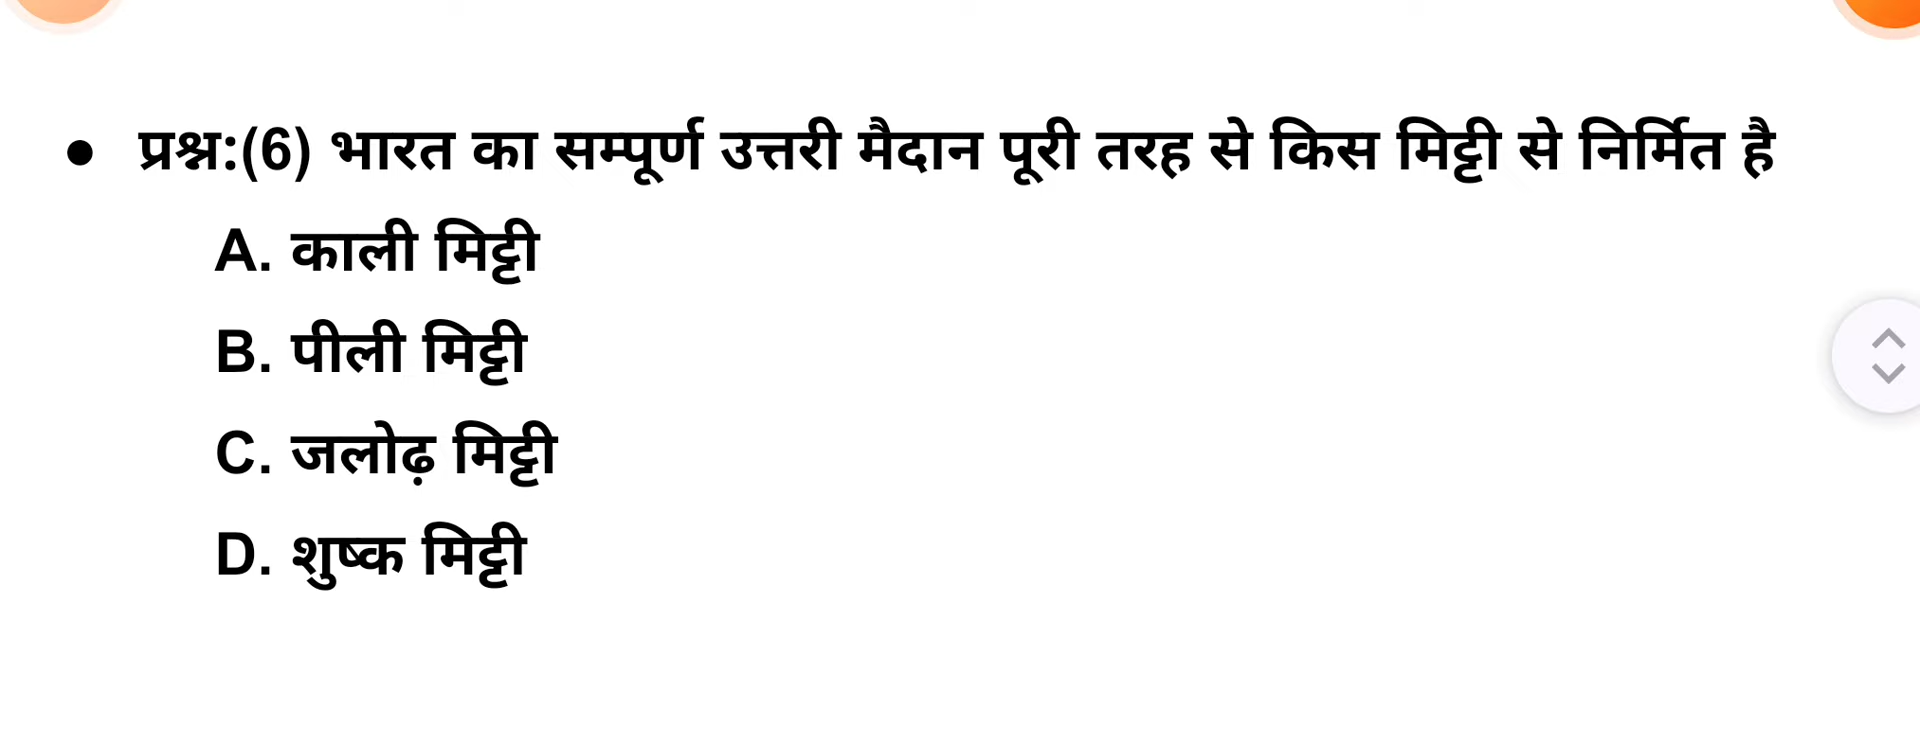 ● प्रश्न:(6) भारत का सम्पूर्ण उत्तरी मैदान पूरी तरह से किस मिट्टी से निर्मित है
A. काली मिट्टी
B. पीली मिट्टी
C. जलोढ़ मिट्टी
D. शुष्क मिट्टी